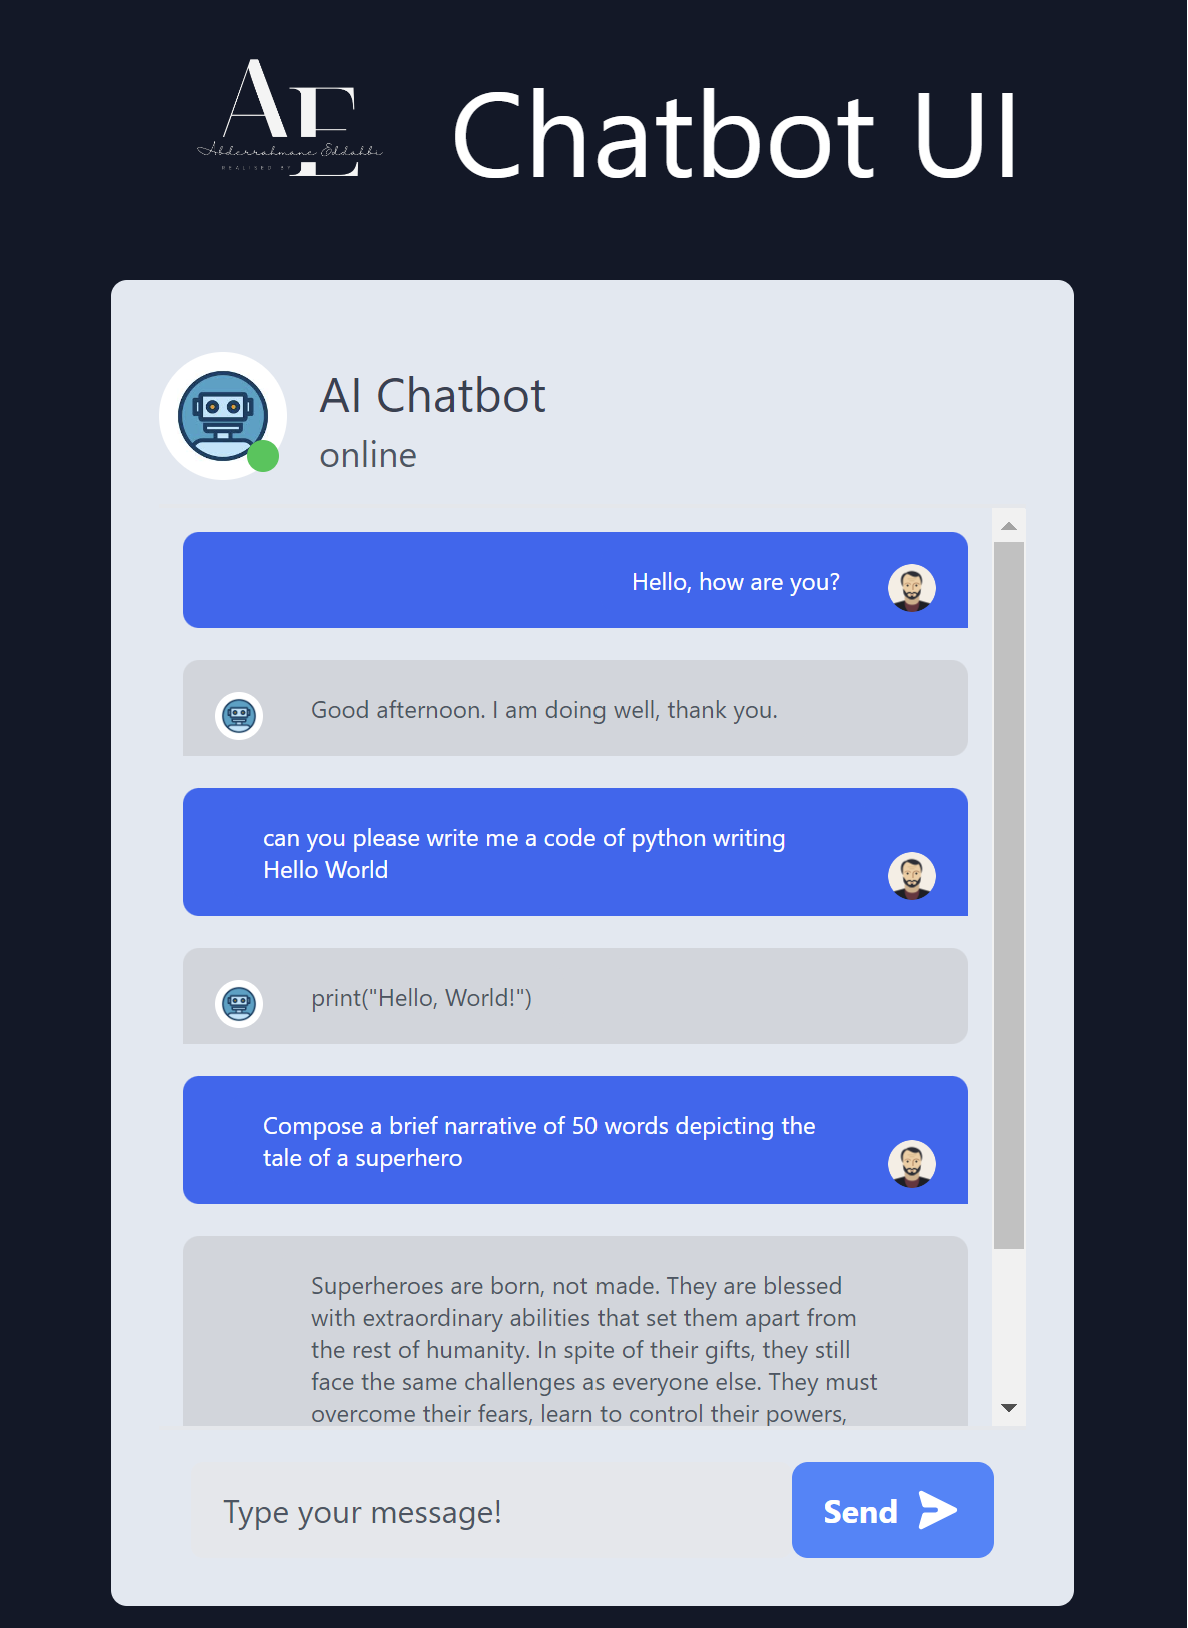 AE
Abderrahmane Eddahbi
REALISED BY
Chatbot UI
AI Chatbot
online
Hello, how are you?
Good afternoon. I am doing well, thank you.
can you please write me a code of python writing
Hello World
print("Hello, World!")
Compose a brief narrative of 50 words depicting the
tale of a superhero
Superheroes are born, not made. They are blessed
with extraordinary abilities that set them apart from
the rest of humanity. In spite of their gifts, they still
face the same challenges as everyone else. They must
overcome their fears, learn to control their powers,
Type your message!
Send